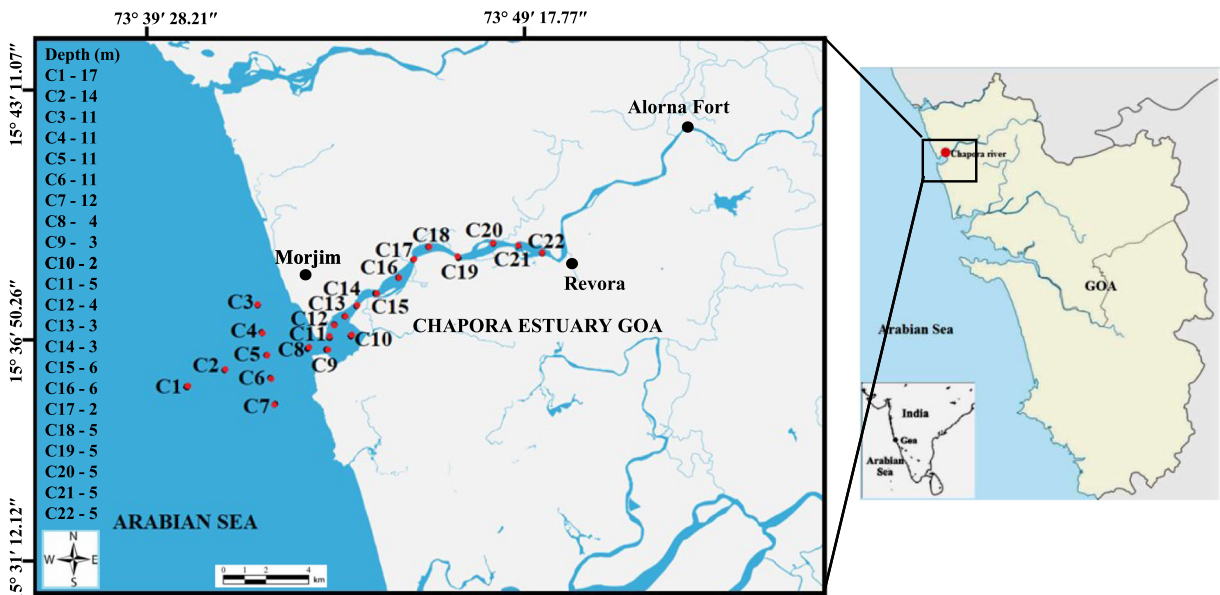 73° 39′ 28.21″
73° 49′ 17.77″
15° 43′ 11.07″
15° 36′ 50.26″
5° 31′ 12.12″
Depth (m)
C1 - 17
C2 - 14
C3 - 11
C4 - 11
C5 - 11
C6 - 11
C7 - 12
C8 - 4
C9 - 3
C10 - 2
C11 - 5
C12 - 4
C13 - 3
C14 - 3
C15 - 6
C16 - 6
C17 - 2
C18 - 5
C19 - 5
C20 - 5
C21 - 5
C22 - 5
Alorna Fort
C18
C20
C22
C17
C21
C19
Morjim
C16
Revora
C14
C15
C3
C13
C12
CHAPORA ESTUARY GOA
C4
C11
C10
C8
C5
C9
C2
C6
C1
C7
ARABIAN SEA
N
W E
S
0 1 2 4
km
Chapora river
GOA
Arabian Sea
India
Goa
Arabian
Sea